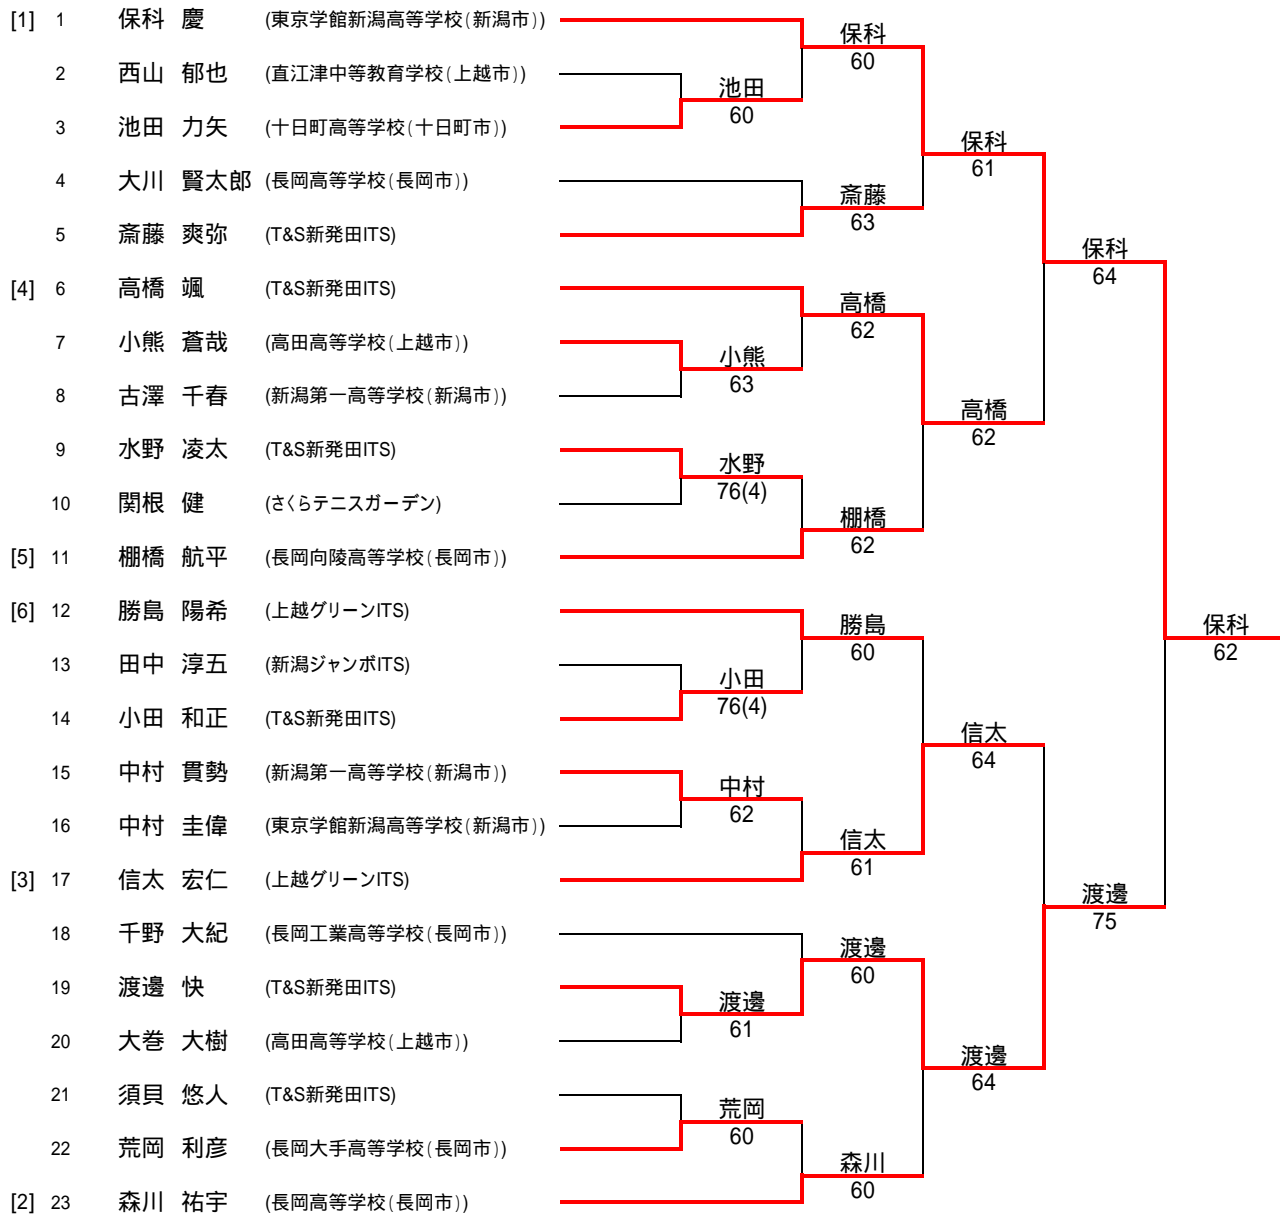 [1] 1 保科 慶 (東京学館新潟高等学校(新潟市))
保科
60
2 西山 郁也 (直江津中等教育学校(上越市))
池田
60
3 池田 力矢 (十日町高等学校(十日町市))
保科
61
4 大川 賢太郎 (長岡高等学校(長岡市))
斎藤
63
5 斎藤 爽弥 (T&S新発田ITS)
保科
64
[4] 6 高橋 颯 (T&S新発田ITS)
高橋
62
7 小熊 蒼哉 (高田高等学校(上越市))
小熊
63
8 古澤 千春 (新潟第一高等学校(新潟市))
高橋
62
9 水野 凌太 (T&S新発田ITS)
水野
76(4)
10 関根 健 (さくらテニスガーデン)
棚橋
62
[5] 11 棚橋 航平 (長岡向陵高等学校(長岡市))
[6] 12 勝島 陽希 (上越グリーンITS)
勝島
60
保科
62
13 田中 淳五 (新潟ジャンボITS)
小田
76(4)
14 小田 和正 (T&S新発田ITS)
信太
64
15 中村 貫勢 (新潟第一高等学校(新潟市))
中村
62
16 中村 圭偉 (東京学館新潟高等学校(新潟市))
信太
61
[3] 17 信太 宏仁 (上越グリーンITS)
渡邊
75
18 千野 大紀 (長岡工業高等学校(長岡市))
渡邊
60
19 渡邊 快 (T&S新発田ITS)
渡邊
61
20 大巻 大樹 (高田高等学校(上越市))
渡邊
64
21 須貝 悠人 (T&S新発田ITS)
荒岡
60
22 荒岡 利彦 (長岡大手高等学校(長岡市))
森川
60
[2] 23 森川 祐宇 (長岡高等学校(長岡市))